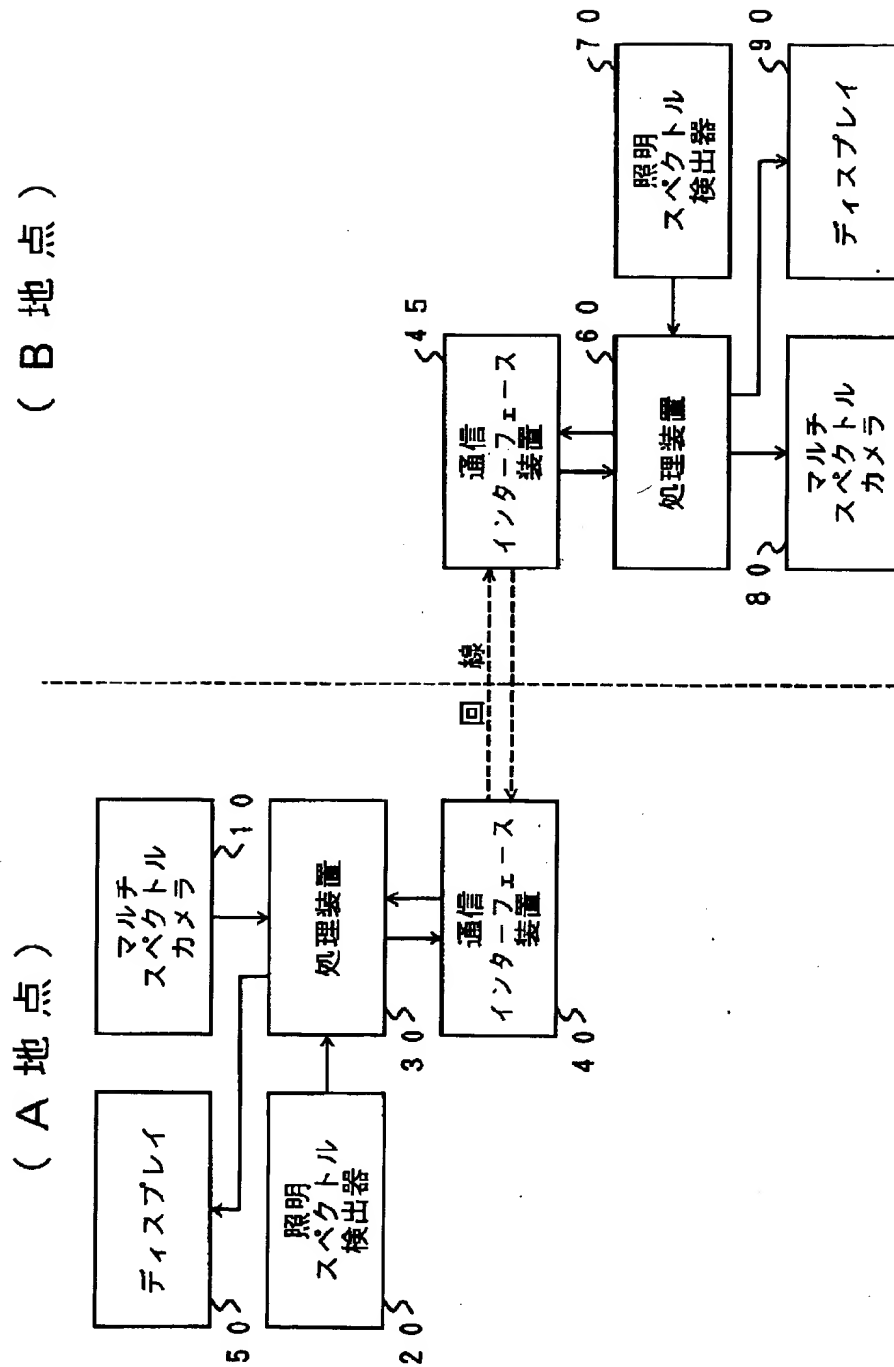 (A地点)
(B地点)
ディスプレイ
50
マルチ
スペクトル
カメラ
10
照明
スペクトル
検出器
20
処理装置
30
通信
インターフェース
装置
40
回線
通信
インターフェース
装置
45
処理装置
60
照明
スペクトル
検出器
70
マルチ
スペクトル
カメラ
80
ディスプレイ
90